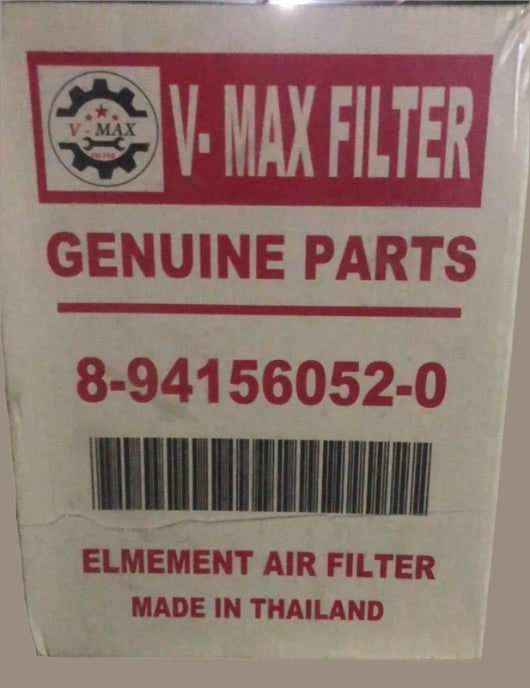 V - MAX
V- MAX FILTER
GENUINE PARTS
8-94156052-0
ELMEMENT AIR FILTER
MADE IN THAILAND